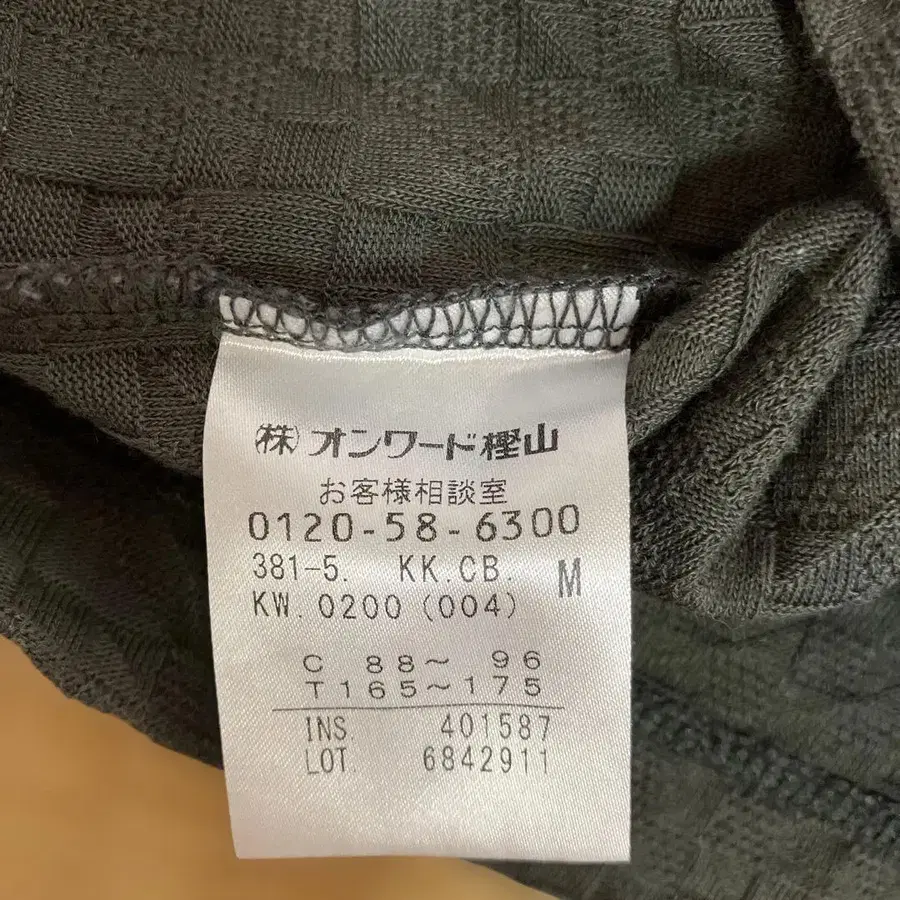 ㈱オンワード樫山
お客様相談室
0120-58-6300
381-5. KK.CB. M
KW.0200(004)
C 88～ 96
T165～175
INS. 401587
LOT. 6842911